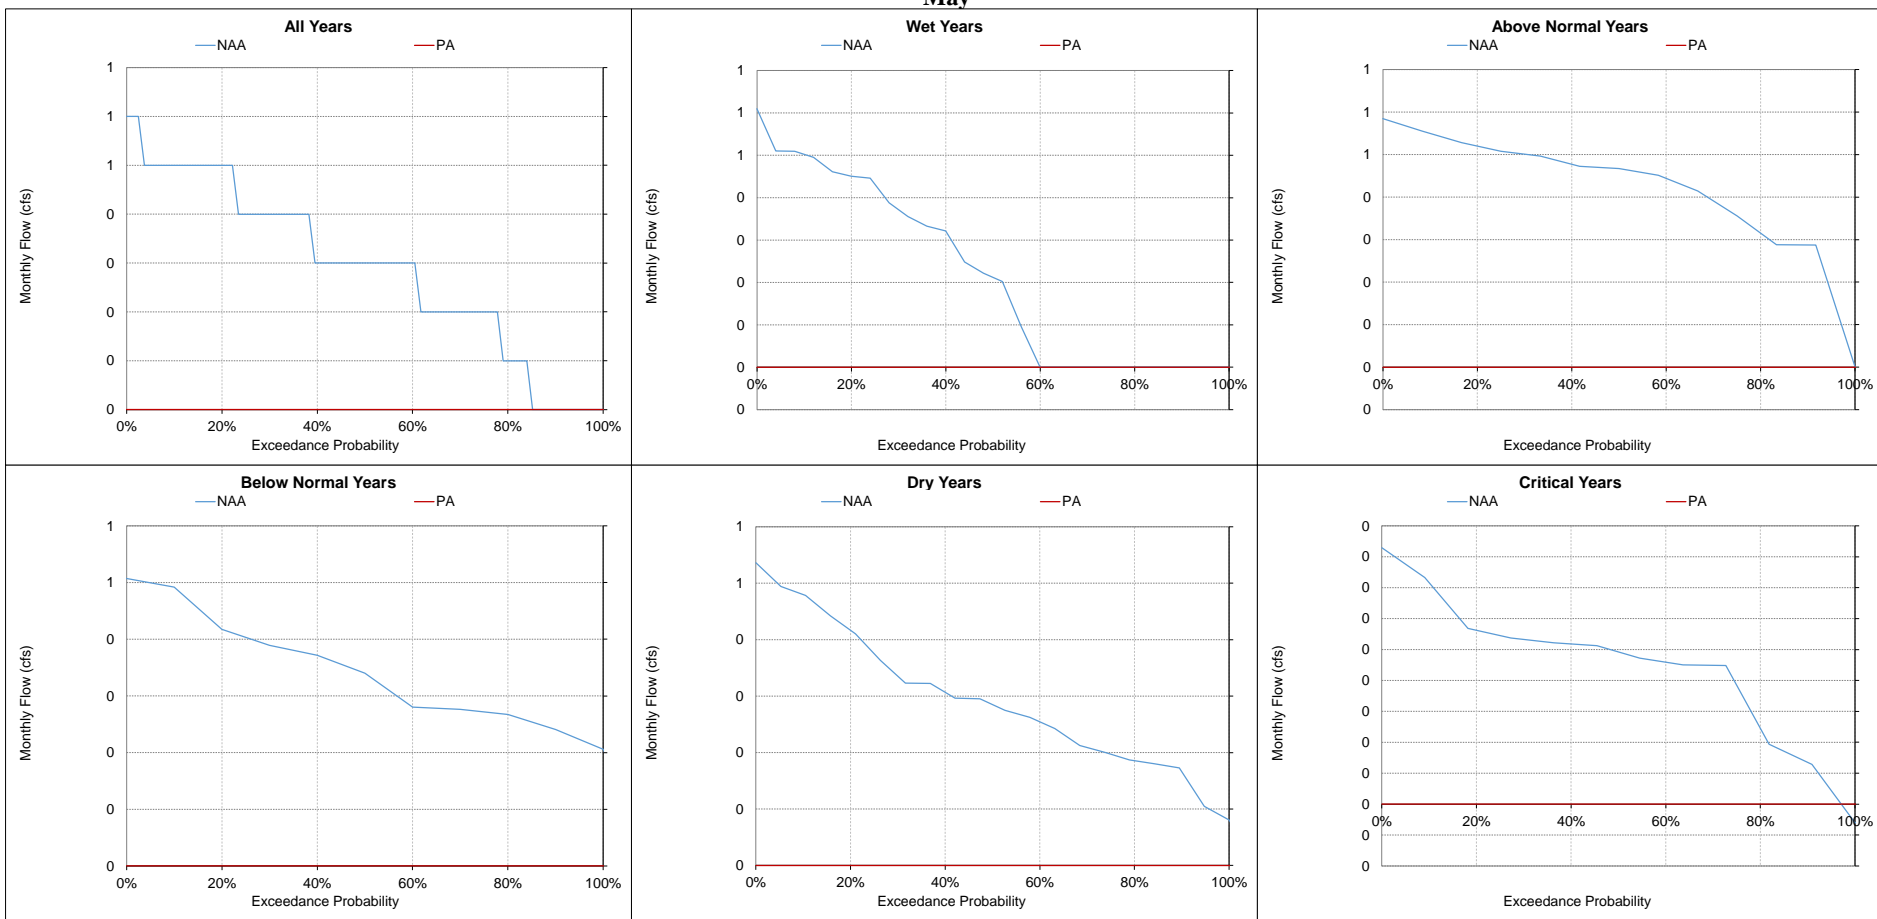 May
All Years
NAA PA
1
1
1
0
0
0
0
0
0% 20% 40% 60% 80% 100%
Monthly Flow (cfs)
Exceedance Probability
Wet Years
NAA PA
1
1
1
0
0
0
0
0
0
0% 20% 40% 60% 80% 100%
Monthly Flow (cfs)
Exceedance Probability
Above Normal Years
NAA PA
1
1
1
0
0
0
0
0
0
0% 20% 40% 60% 80% 100%
Monthly Flow (cfs)
Exceedance Probability
Below Normal Years
NAA PA
1
1
0
0
0
0
0
0% 20% 40% 60% 80% 100%
Monthly Flow (cfs)
Exceedance Probability
Dry Years
NAA PA
1
1
0
0
0
0
0
0% 20% 40% 60% 80% 100%
Monthly Flow (cfs)
Exceedance Probability
Critical Years
NAA PA
0
0
0
0
0
0
0
0
0
0
0
0
0% 20% 40% 60% 80% 100%
Monthly Flow (cfs)
Exceedance Probability